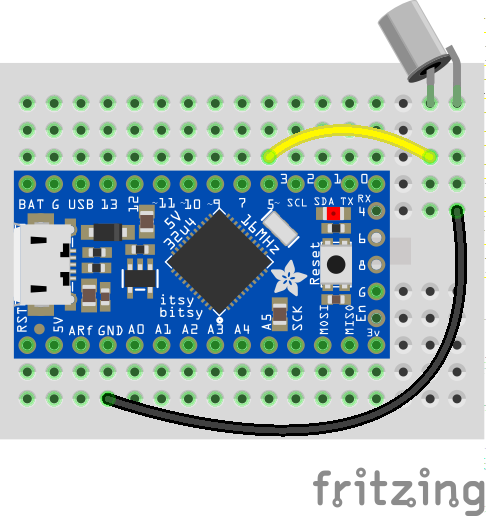 3 2 1 0
BAT G USB 13 12 ~11 ~10 ~9 7 5~ SCL SDA TX RX
4
5V 32u4 16MHz
6
8
Reset
itsy
bitsy
G
En
RST 5V ARf GND A0 A1 A2 A3 A4 A5 SCK MOSI MISO 3v
fritzing